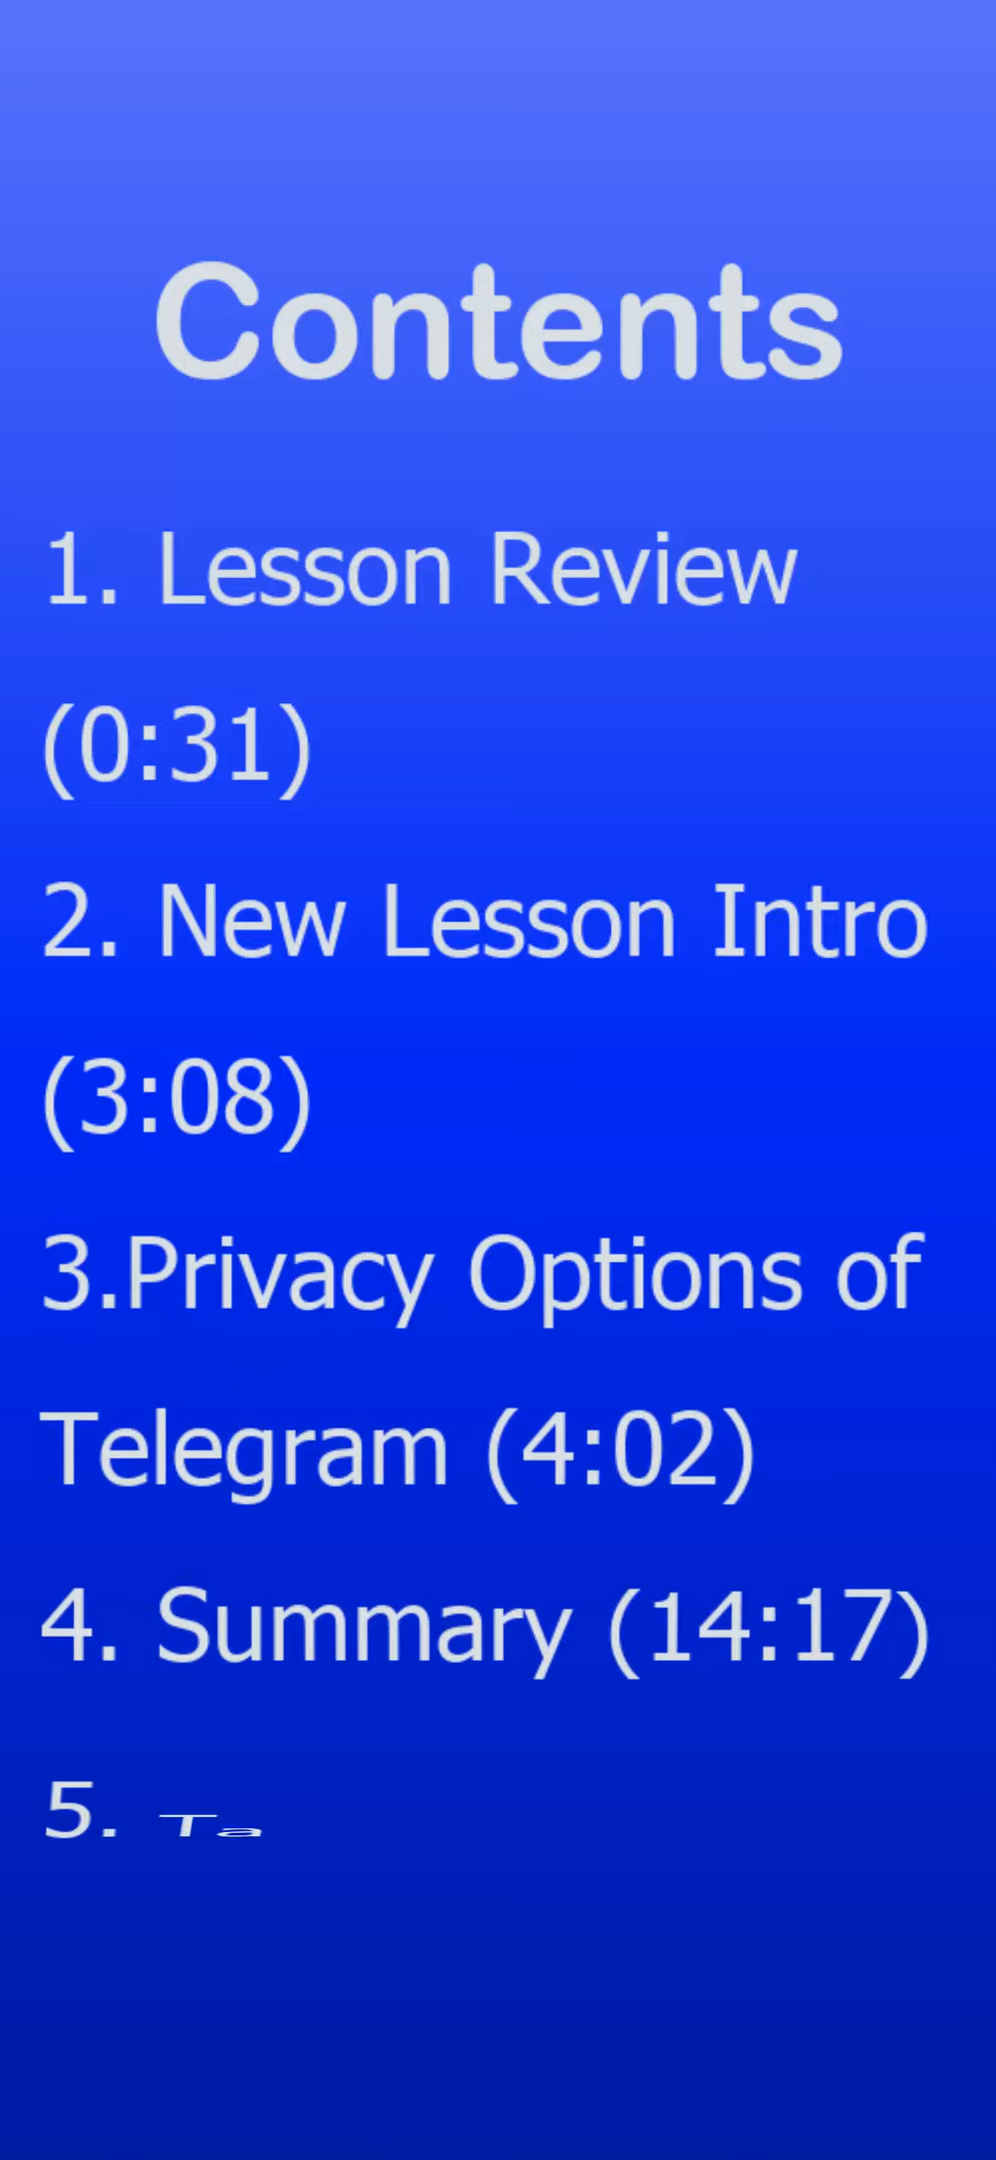 Contents
1. Lesson Review
(0:31)
2. New Lesson Intro
(3:08)
3.Privacy Options of
Telegram (4:02)
4. Summary (14:17)
5. Ta